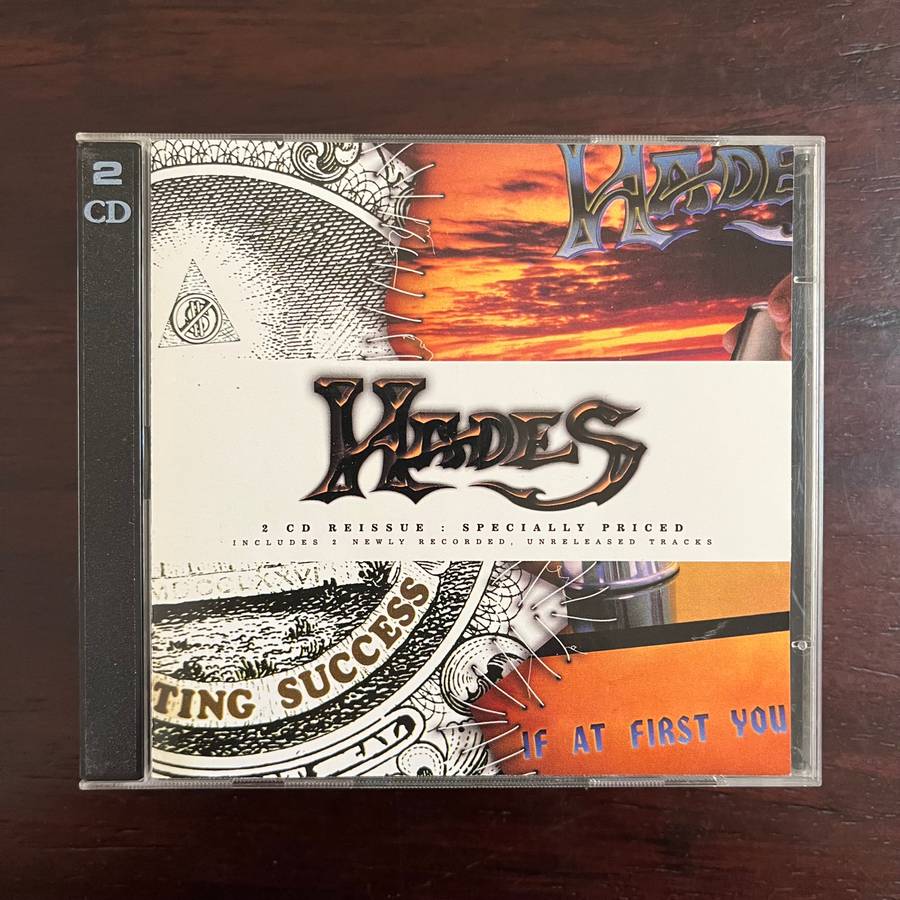 2
CD
HADE
HADES
2 CD REISSUE : SPECIALLY PRICED
INCLUDES 2 NEWLY RECORDED, UNRELEASED TRACKS
MDCCLXXVI
TING SUCCESS
IF AT FIRST YOU